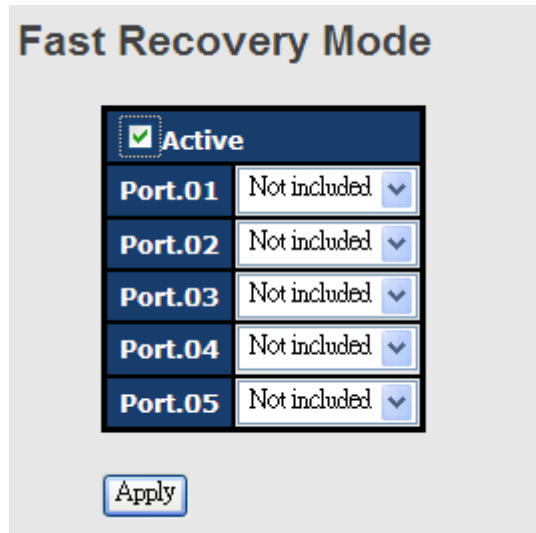 Fast Recovery Mode
Active
Port.01 Not included
Port.02 Not included
Port.03 Not included
Port.04 Not included
Port.05 Not included
Apply